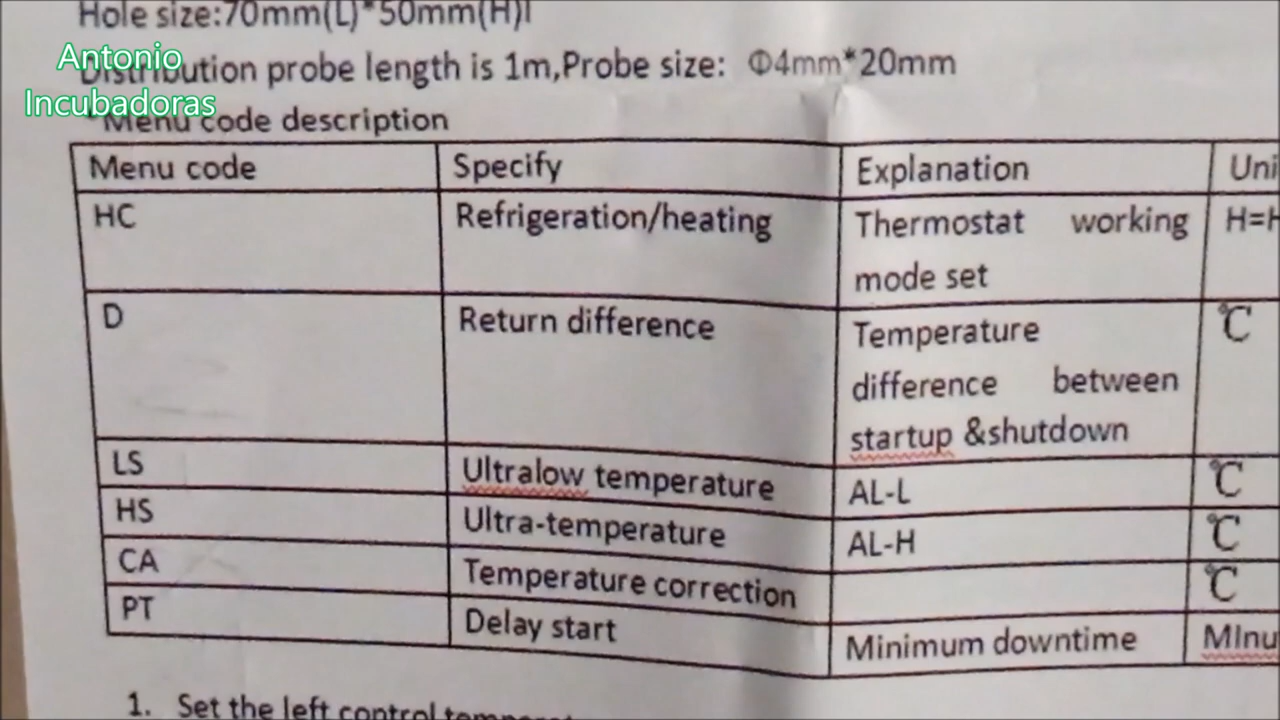 Hole size:70mm(L)*50mm(H)
Antonio
Incubadoras
Distribution probe length is 1m,Probe size: Φ4mm*20mm
*Menu code description
Menu code Specify Explanation
HC Refrigeration/heating Thermostat working
mode set
D Return difference Temperature ℃
difference between
startup &shutdown
LS Ultralow temperature AL-L ℃
HS Ultra-temperature AL-H ℃
CA Temperature correction ℃
PT Delay start Minimum downtime
1. Set the left control